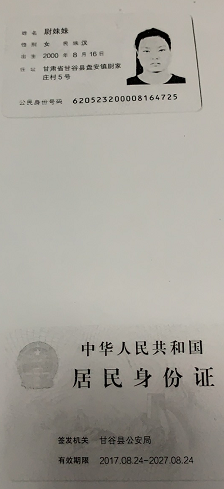 姓名 尉妹妹
性别 女 民族 汉
出生 2000 年 8 月 16 日
住址 甘肃省甘谷县盘安镇尉家
庄村5号
公民身份号码 620523200008164725
中华人民共和国
居民身份证
签发机关 甘谷县公安局
有效期限 2017.08.24-2027.08.24